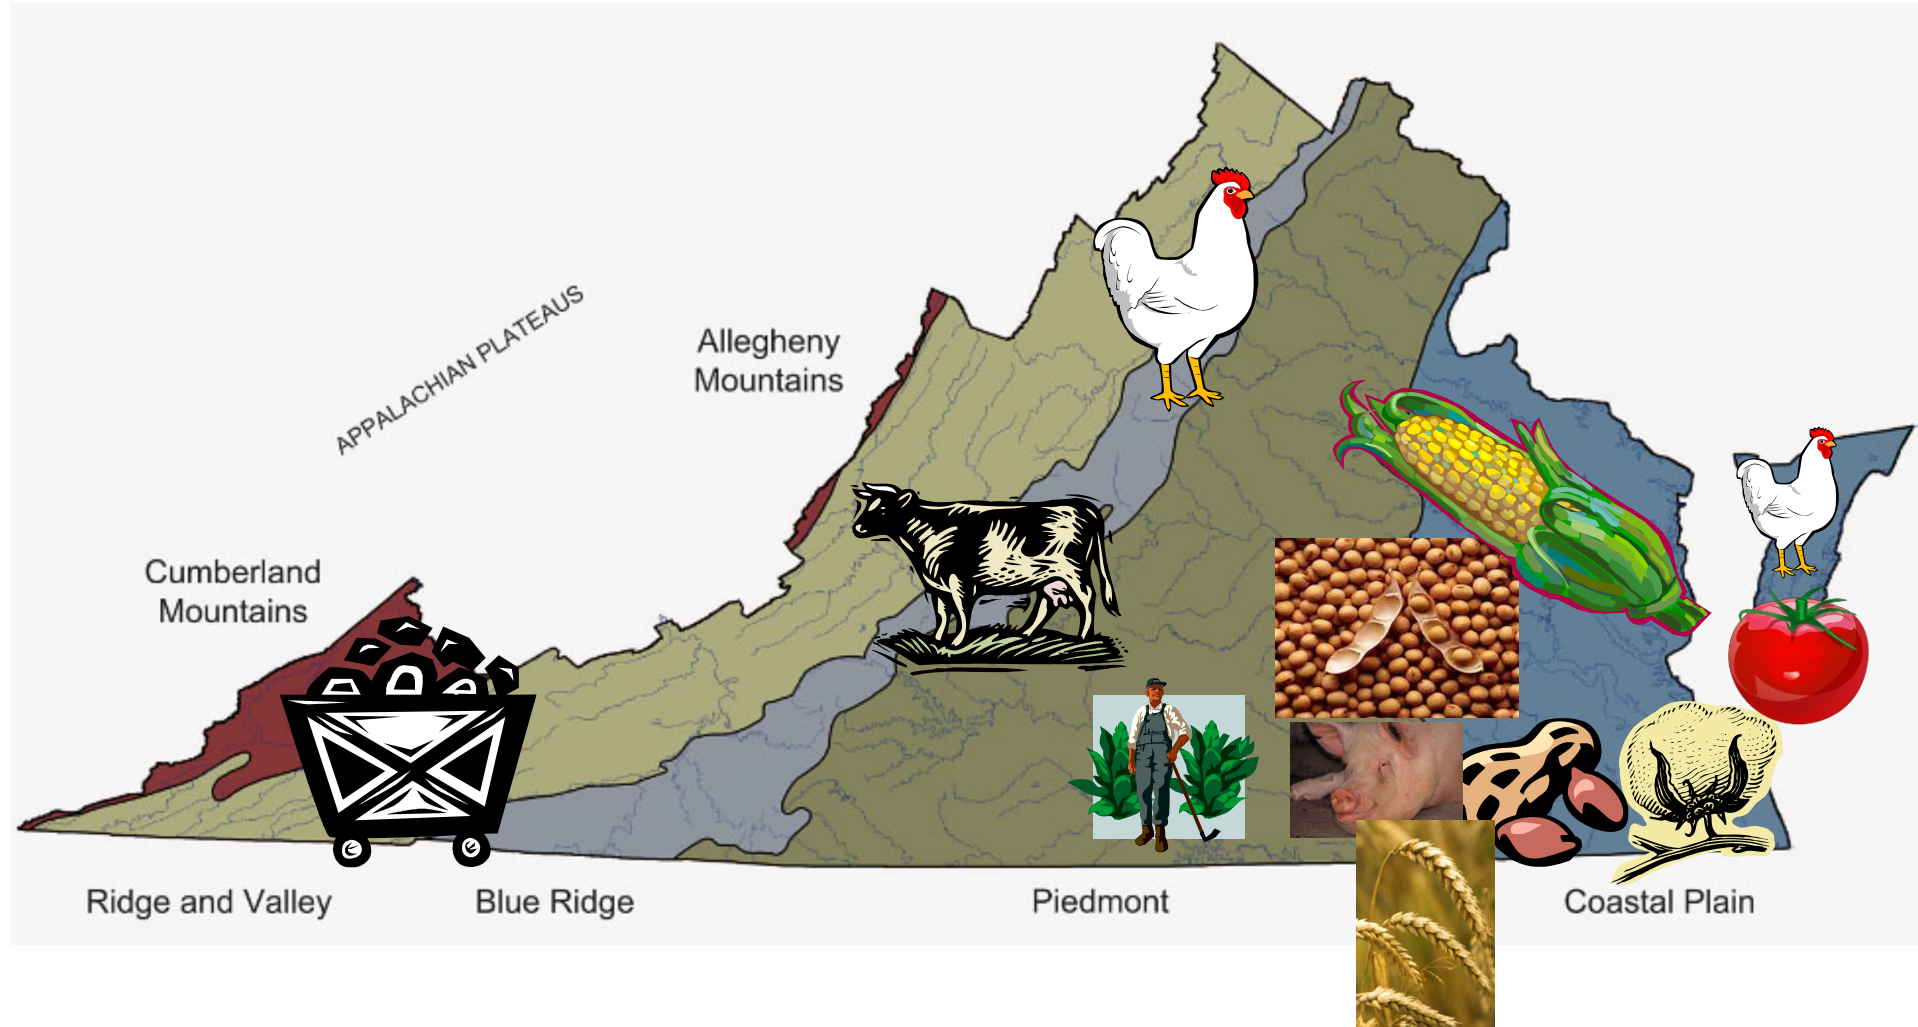 APPALACHIAN PLATEAUS
Allegheny
Mountains
Cumberland
Mountains
Ridge and Valley
Blue Ridge
Piedmont
Coastal Plain